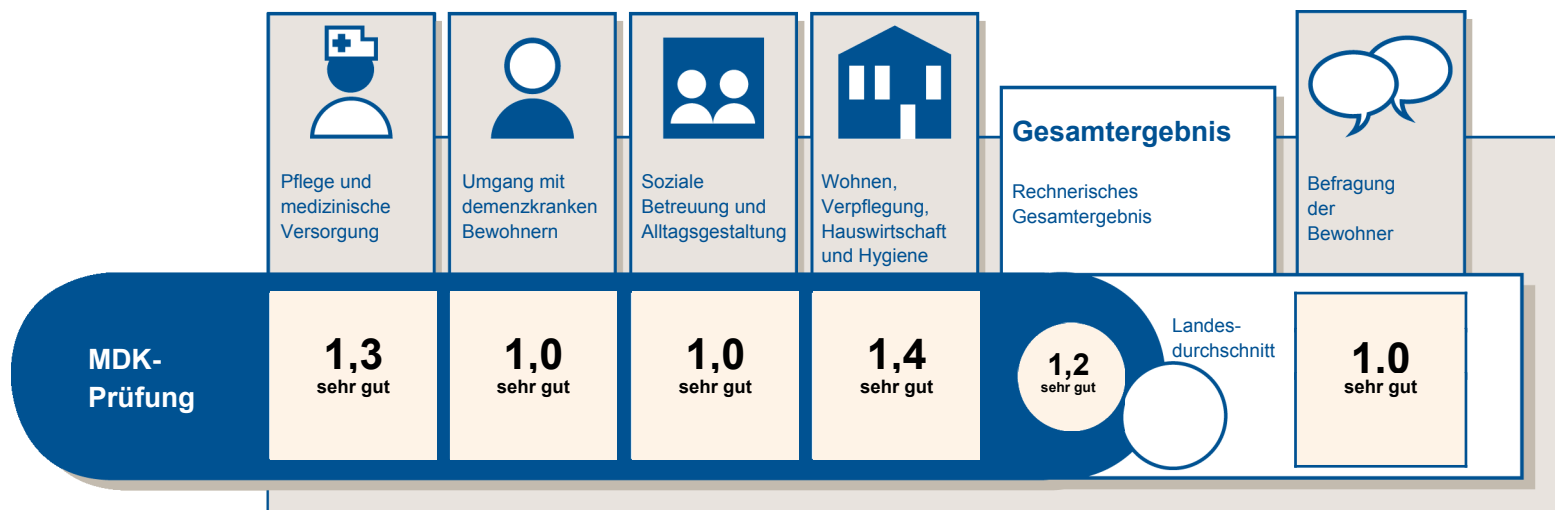 Pflege und
medizinische
Versorgung
Umgang mit
demenzkranken
Bewohnern
Soziale
Betreuung und
Alltagsgestaltung
Wohnen,
Verpflegung,
Hauswirtschaft
und Hygiene
Gesamtergebnis
Rechnerisches
Gesamtergebnis
Befragung
der
Bewohner
MDK-
Prüfung
1,3
sehr gut
1,0
sehr gut
1,0
sehr gut
1,4
sehr gut
1,2
sehr gut
Landes-
durchschnitt
1.0
sehr gut